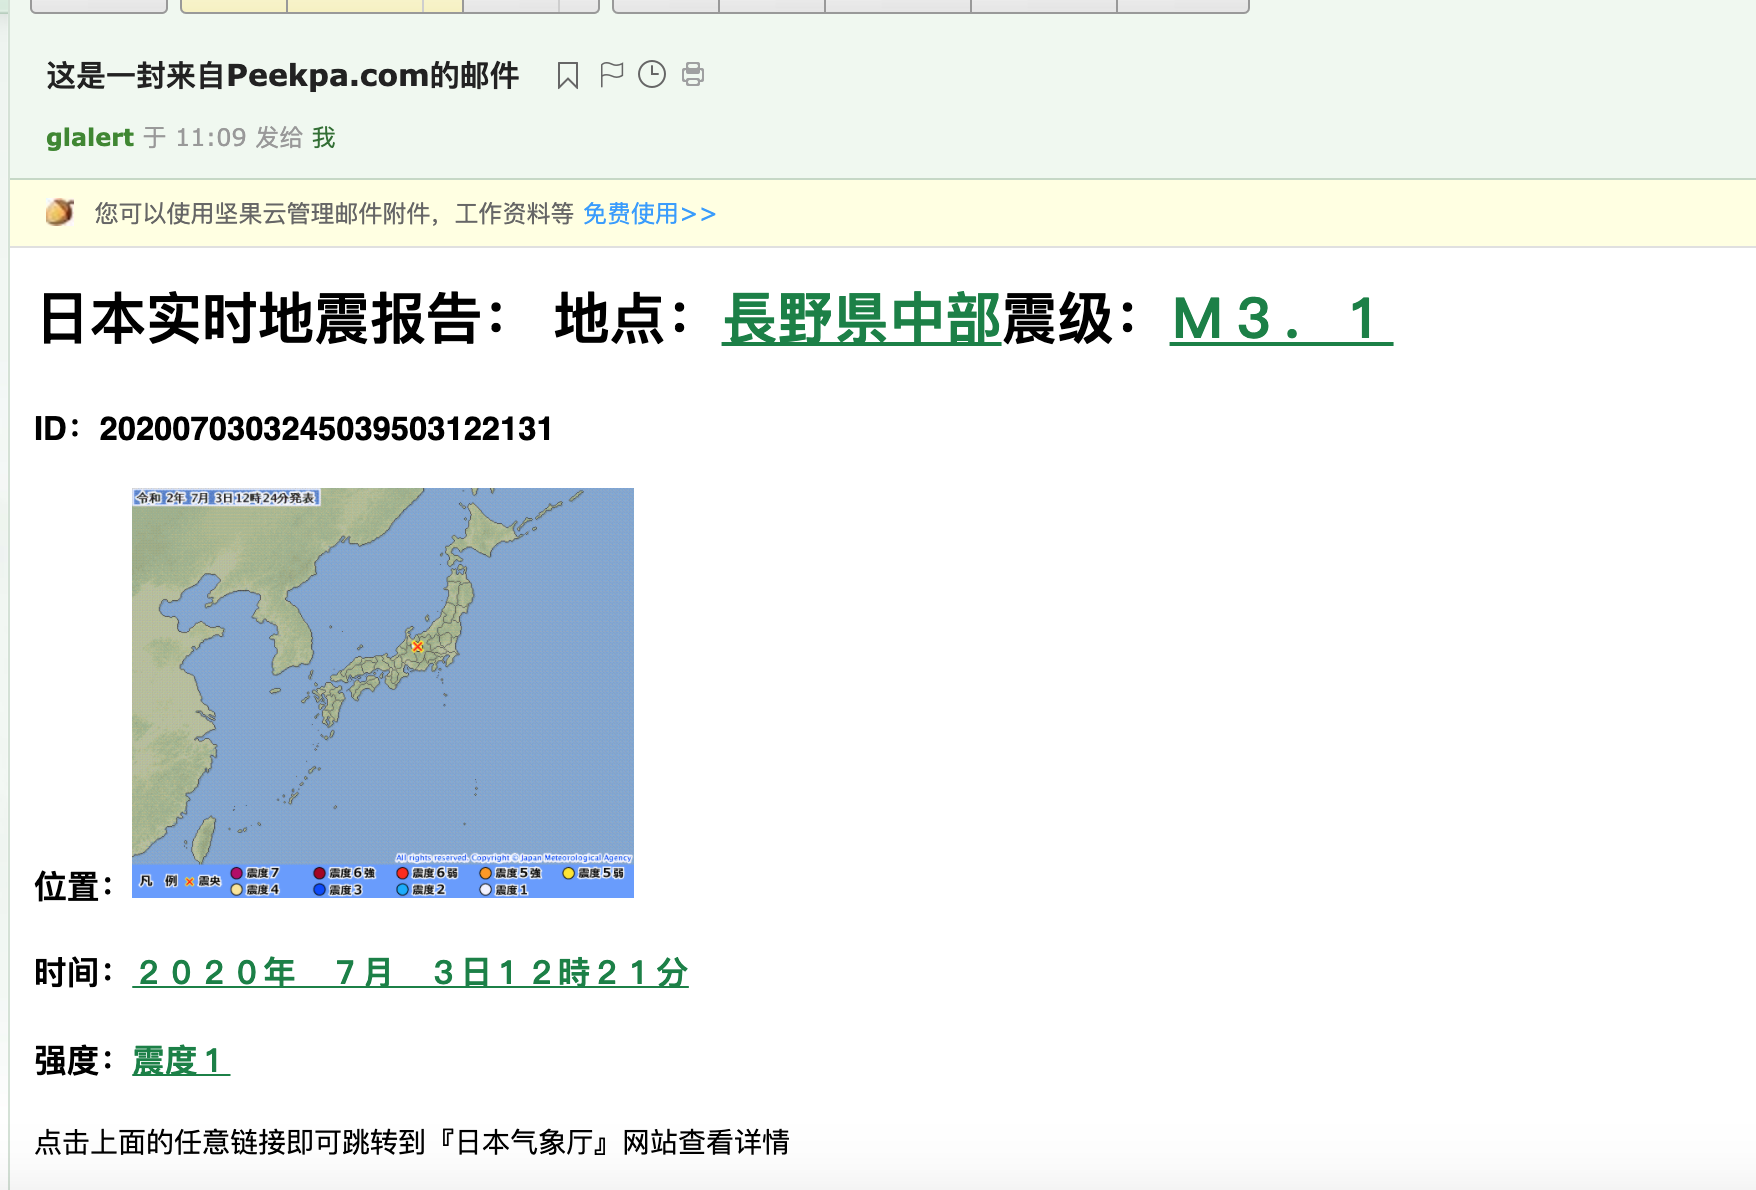 这是一封来自Peekpa.com的邮件
glalert 于 11:09 发给 我
您可以使用坚果云管理邮件附件，工作资料等 免费使用>>
日本实时地震报告： 地点：長野県中部震级：Ｍ３．１
ID：2020070303245039503122131
令和 2年 7月 3日12時24分発表
All rights reserved. Copyright © Japan Meteorological Agency
凡 例 震央 震度7 震度6強 震度6弱 震度5強 震度5弱
震度4 震度3 震度2 震度1
位置：
时间：２０２０年　７月　３日１２時２１分
强度：震度１
点击上面的任意链接即可跳转到『日本气象厅』网站查看详情